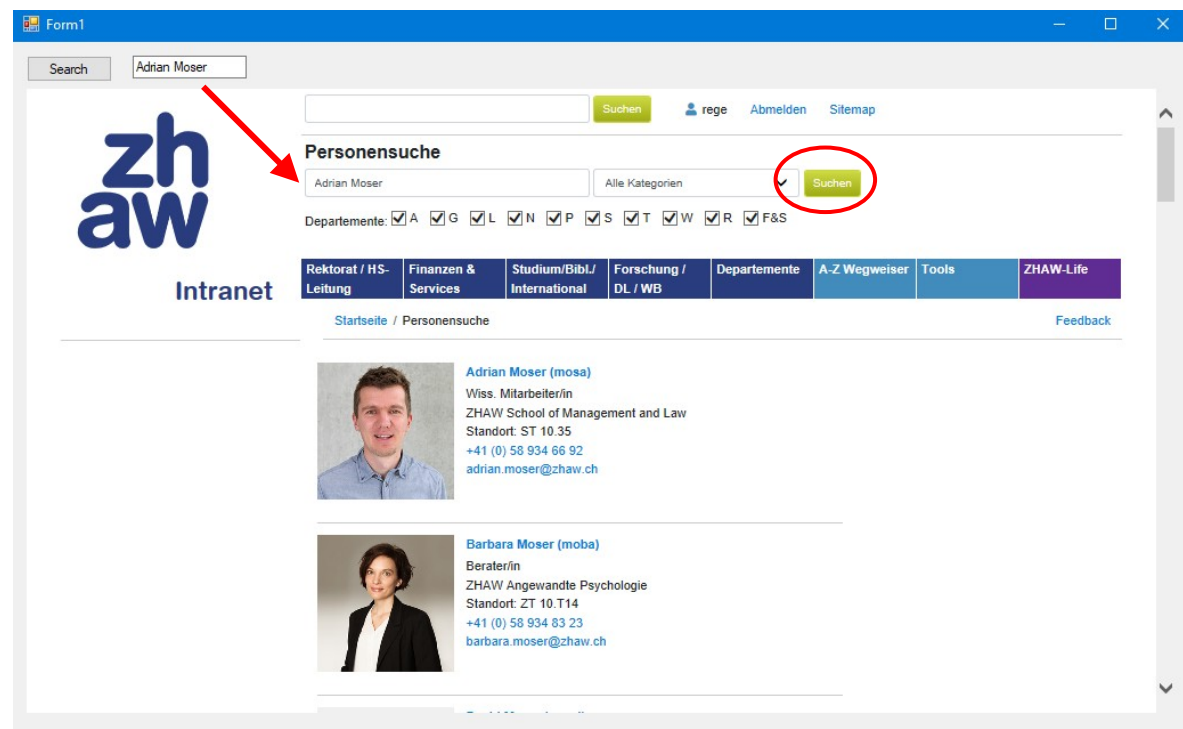 Form1
Search
Adrian Moser
zh
aw
Intranet
Suchen
rege
Abmelden
Sitemap
Personensuche
Adrian Moser
Alle Kategorien
Suchen
Departemente: A G L N P S T W R F&S
Rektorat / HS-
Leitung
Finanzen &
Services
Studium/Bibl./
International
Forschung /
DL / WB
Departemente
A-Z Wegweiser
Tools
ZHAW-Life
Startseite / Personensuche
Feedback
Adrian Moser (mosa)
Wiss. Mitarbeiter/in
ZHAW School of Management and Law
Standort: ST 10.35
+41 (0) 58 934 66 92
adrian.moser@zhaw.ch
Barbara Moser (moba)
Berater/in
ZHAW Angewandte Psychologie
Standort: ZT 10.T14
+41 (0) 58 934 83 23
barbara.moser@zhaw.ch